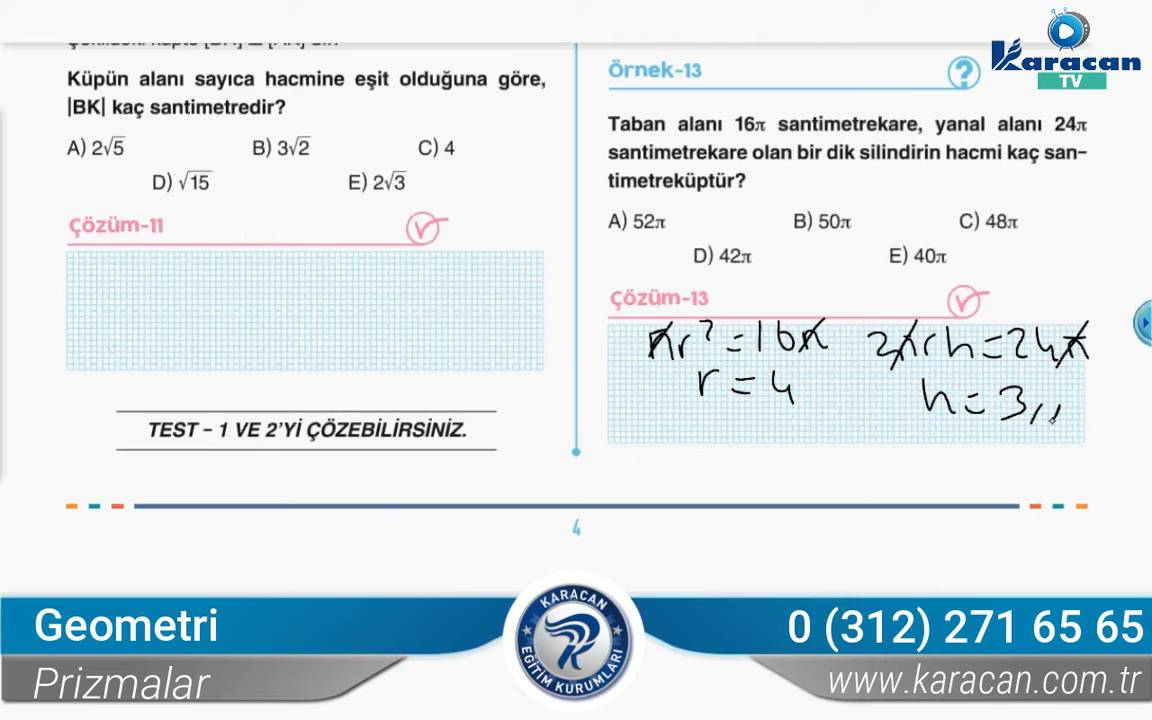 Küpün alanı sayıca hacmine eşit olduğuna göre,
|BK| kaç santimetredir?
A) 2√5 B) 3√2 C) 4
D) √15 E) 2√3
Çözüm-11
TEST - 1 VE 2'Yİ ÇÖZEBİLİRSİNİZ.
Örnek-13
?
Taban alanı 16π santimetrekare, yanal alanı 24π
santimetrekare olan bir dik silindirin hacmi kaç san-
timetreküptür?
A) 52π B) 50π C) 48π
D) 42π E) 40π
Çözüm-13
πr² = 16π 2πrh = 24π
r = 4 h = 3
4
Karacan
TV
Geometri
Prizmalar
KARACAN
EĞİTİM KURUMLARI
0 (312) 271 65 65
www.karacan.com.tr